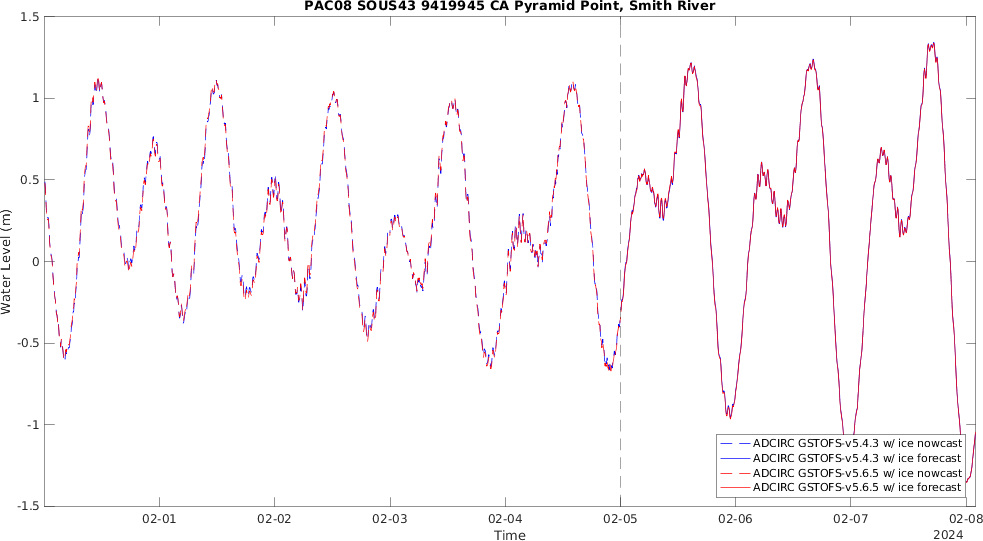 PAC08 SOUS43 9419945 CA Pyramid Point, Smith River
1.5
1
0.5
0
-0.5
-1
-1.5
Water Level (m)
ADCIRC GSTOFS-v5.4.3 w/ ice nowcast
ADCIRC GSTOFS-v5.4.3 w/ ice forecast
ADCIRC GSTOFS-v5.6.5 w/ ice nowcast
ADCIRC GSTOFS-v5.6.5 w/ ice forecast
02-01 02-02 02-03 02-04 02-05 02-06 02-07 02-08
Time
2024